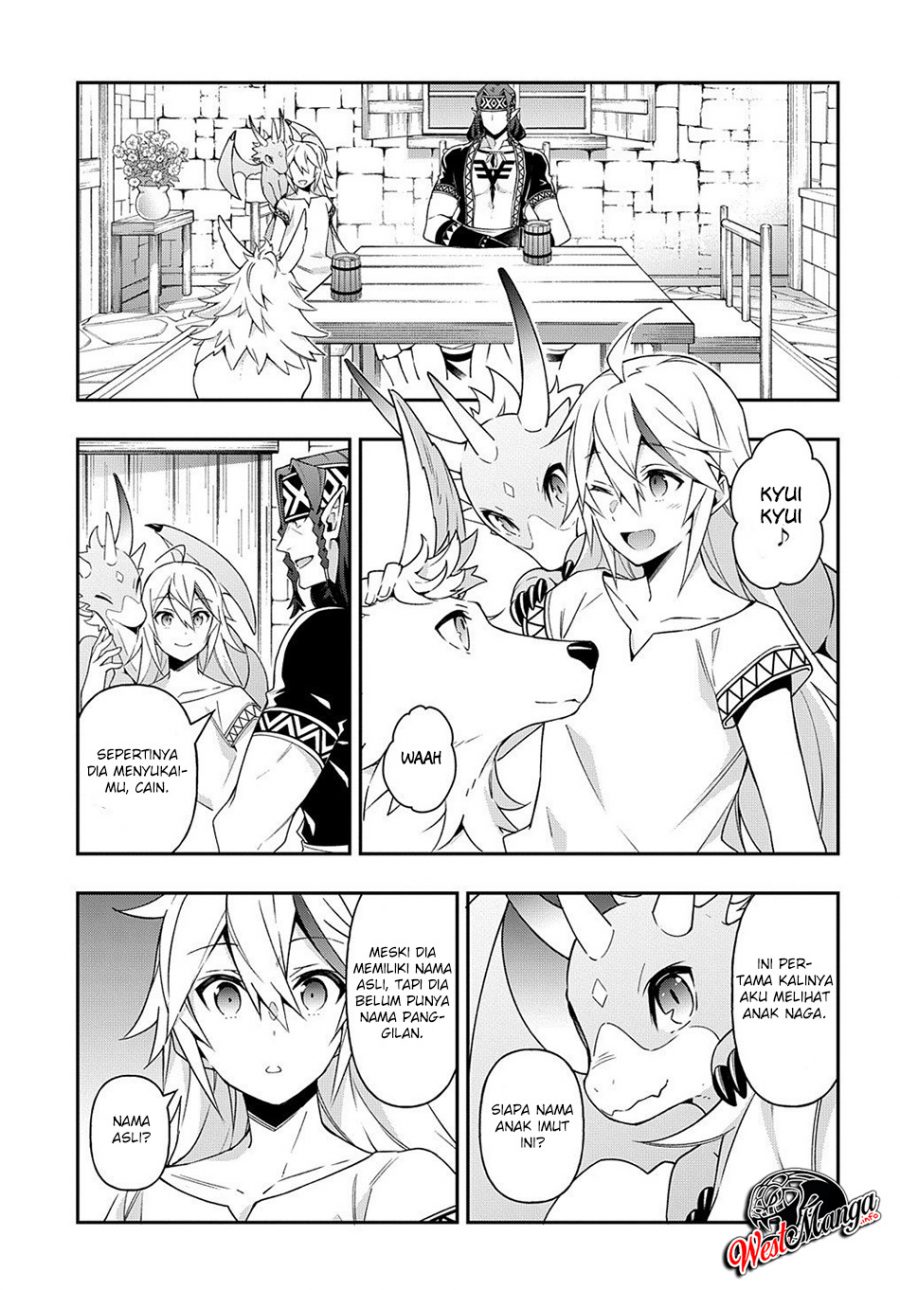 KYUI
KYUI
♪
WAAH
SEPERTINYA
DIA MENYUKAI-
MU, CAIN.
INI PER-
TAMA KALINYA
AKU MELIHAT
ANAK NAGA.
SIAPA NAMA
ANAK IMUT
INI?
MESKI DIA
MEMILIKI NAMA
ASLI, TAPI DIA
BELUM PUNYA
NAMA PANG-
GILAN.
NAMA
ASLI?
WestManga
.info